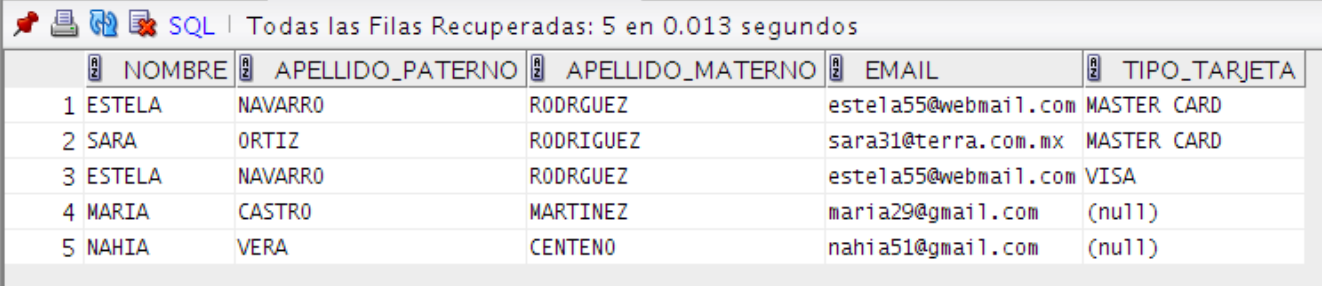 SQL | Todas las Filas Recuperadas: 5 en 0.013 segundos
NOMBRE APELLIDO_PATERNO APELLIDO_MATERNO EMAIL TIPO_TARJETA
1 ESTELA NAVARRO RODRGUEZ estela55@webmail.com MASTER CARD
2 SARA ORTIZ RODRIGUEZ sara31@terra.com.mx MASTER CARD
3 ESTELA NAVARRO RODRGUEZ estela55@webmail.com VISA
4 MARIA CASTRO MARTINEZ maria29@gmail.com (null)
5 NAHIA VERA CENTENO nahia51@gmail.com (null)